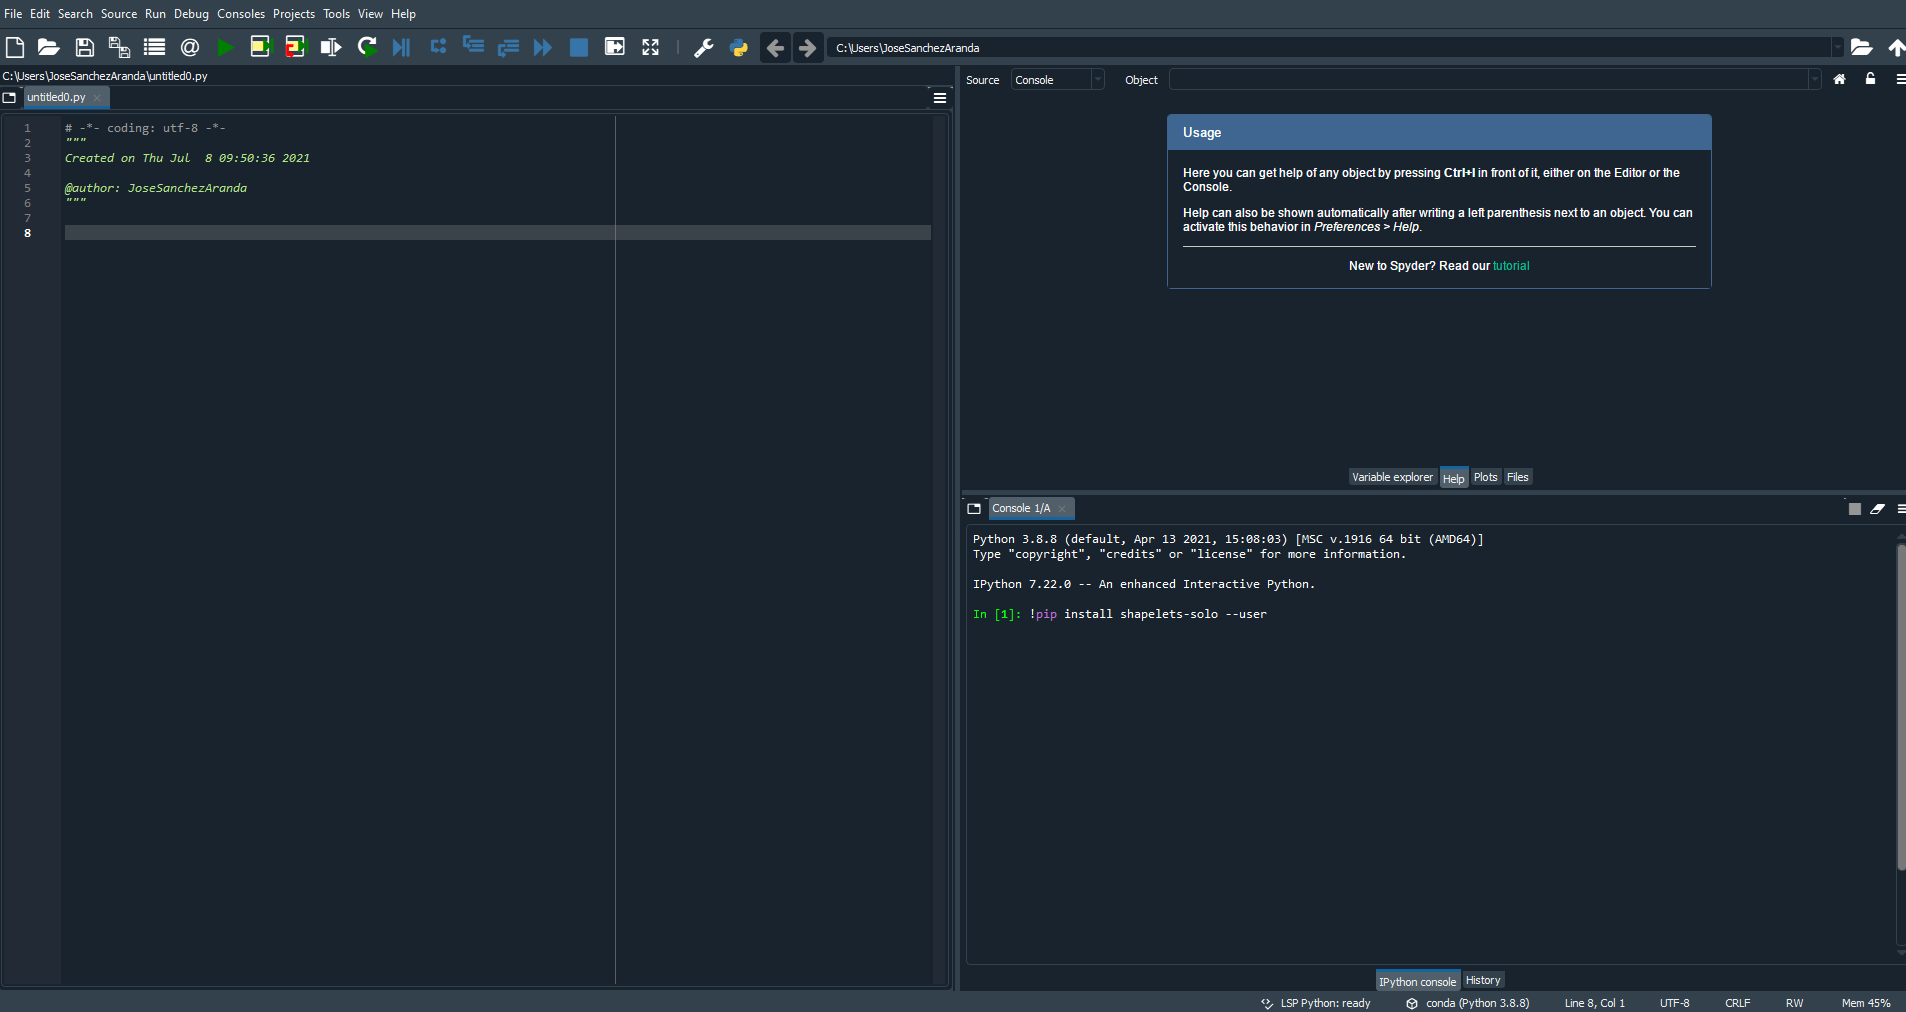 File Edit Search Source Run Debug Consoles Projects Tools View Help
C:\Users\JoseSanchezAranda
C:\Users\JoseSanchezAranda\untitled0.py
untitled0.py
1 # -*- coding: utf-8 -*-
2 """
3 Created on Thu Jul  8 09:50:36 2021
4
5 @author: JoseSanchezAranda
6 """
7
8
Source Console Object
Usage
Here you can get help of any object by pressing Ctrl+I in front of it, either on the Editor or the
Console.
Help can also be shown automatically after writing a left parenthesis next to an object. You can
activate this behavior in Preferences > Help.
New to Spyder? Read our tutorial
Variable explorer Help Plots Files
Console 1/A
Python 3.8.8 (default, Apr 13 2021, 15:08:03) [MSC v.1916 64 bit (AMD64)]
Type "copyright", "credits" or "license" for more information.
IPython 7.22.0 -- An enhanced Interactive Python.
In [1]: !pip install shapelets-solo --user
IPython console History
LSP Python: ready conda (Python 3.8.8) Line 8, Col 1 UTF-8 CRLF RW Mem 45%